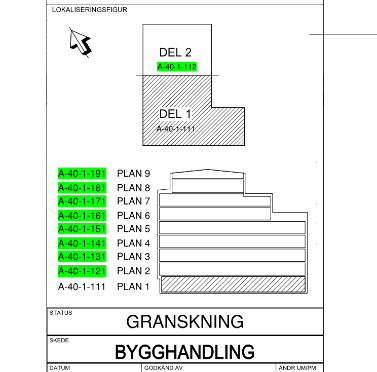 LOKALISERINGSFIGUR
DEL 2
A-40-1-112
DEL 1
A-40-1-111
A-40-1-191 PLAN 9
A-40-1-181 PLAN 8
A-40-1-171 PLAN 7
A-40-1-161 PLAN 6
A-40-1-151 PLAN 5
A-40-1-141 PLAN 4
A-40-1-131 PLAN 3
A-40-1-121 PLAN 2
A-40-1-111 PLAN 1
STATUS
GRANSKNING
SKEDE
BYGGHANDLING
DATUM GODKÄND AV ÄNDR UM/PM